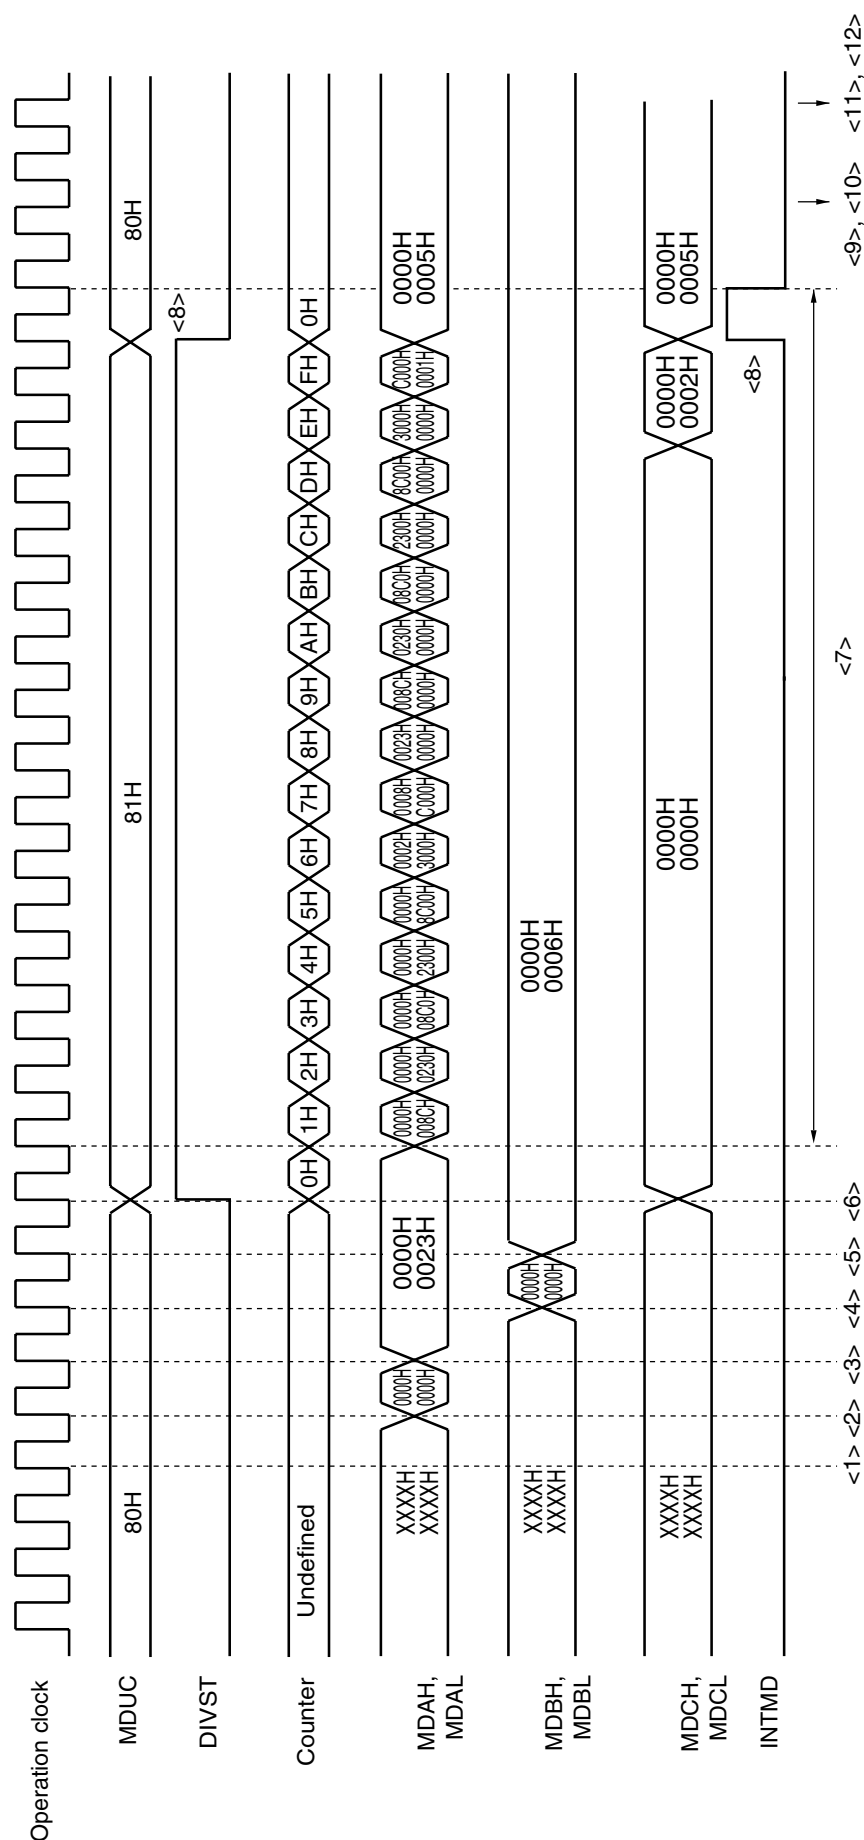 Operation clock
MDUC
80H
81H
80H
DIVST
<8>
Counter
Undefined
0H
1H
2H
3H
4H
5H
6H
7H
8H
9H
AH
BH
CH
DH
EH
FH
0H
MDAH,
MDAL
XXXXH
XXXXH
0000H
0000H
0000H
0023H
0000H
008CH
0000H
0230H
0000H
08C0H
0000H
2300H
0000H
8C00H
0002H
3000H
0008H
C000H
0023H
0000H
008CH
0000H
0230H
0000H
08C0H
0000H
2300H
0000H
8C00H
0000H
3000H
0000H
C000H
0001H
0000H
0005H
MDBH,
MDBL
XXXXH
XXXXH
0000H
0000H
0000H
0006H
MDCH,
MDCL
XXXXH
XXXXH
0000H
0000H
0000H
0002H
0000H
0005H
INTMD
<8>
<1>
<2>
<3>
<4>
<5>
<6>
<7>
<9>, <10>
<11>, <12>